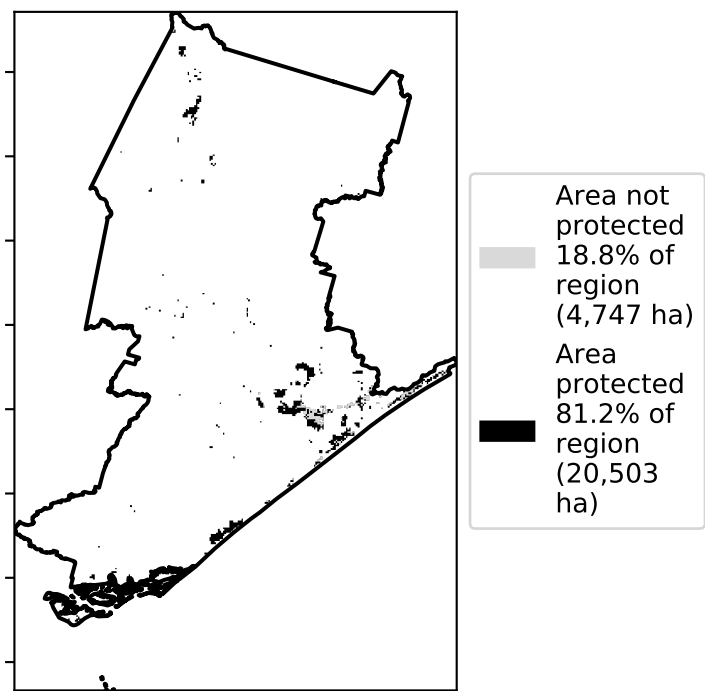 Area not
protected
18.8% of
region
(4,747 ha)
Area
protected
81.2% of
region
(20,503
ha)